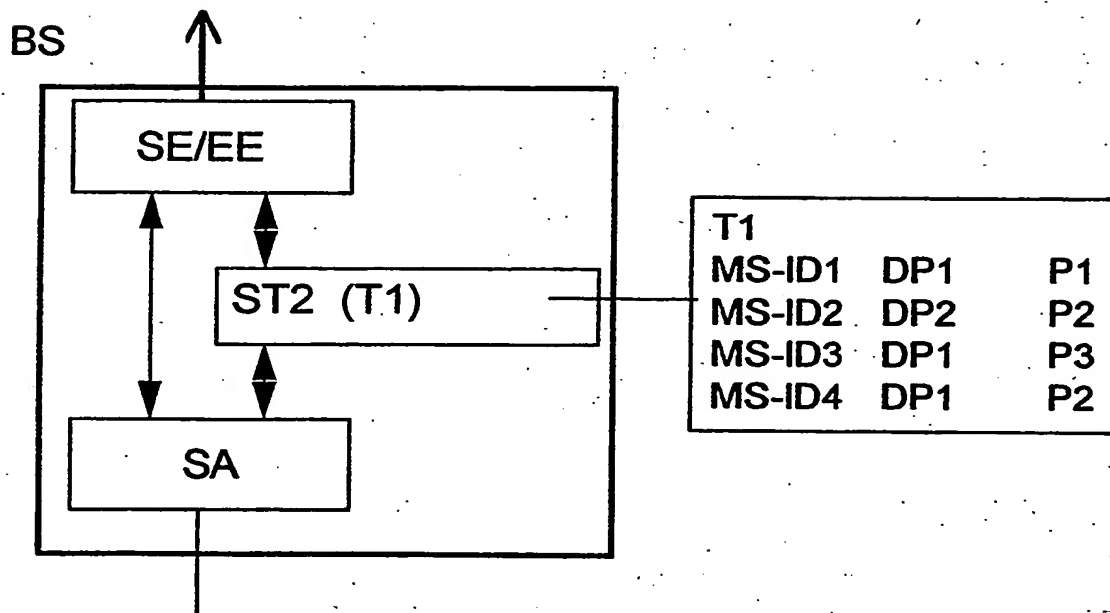 BS
SE/EE
ST2 (T1)
SA
T1
MS-ID1 DP1 P1
MS-ID2 DP2 P2
MS-ID3 DP1 P3
MS-ID4 DP1 P2